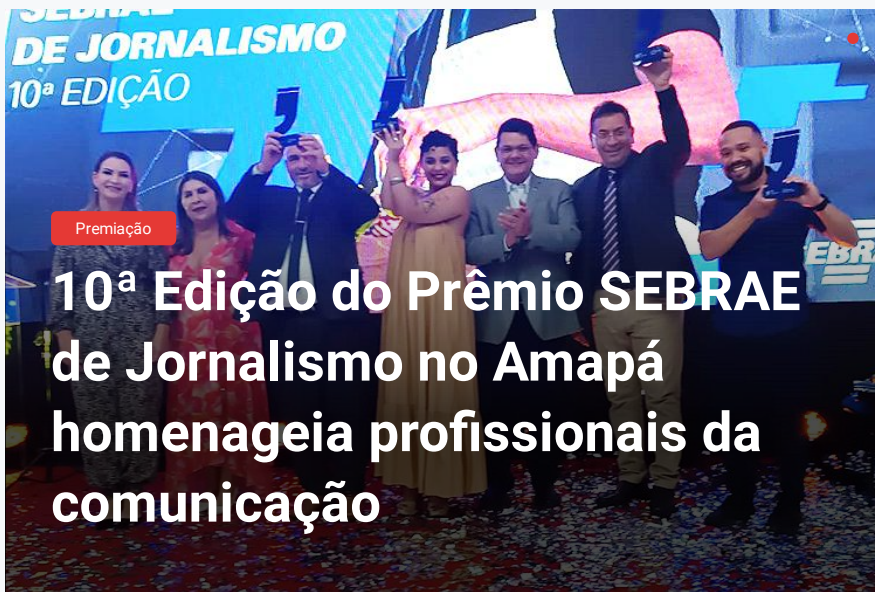 SEBRAE
DE JORNALISMO
10ª EDIÇÃO
Premiação
SEBRAE
10ª Edição do Prêmio SEBRAE
de Jornalismo no Amapá
homenageia profissionais da
comunicação